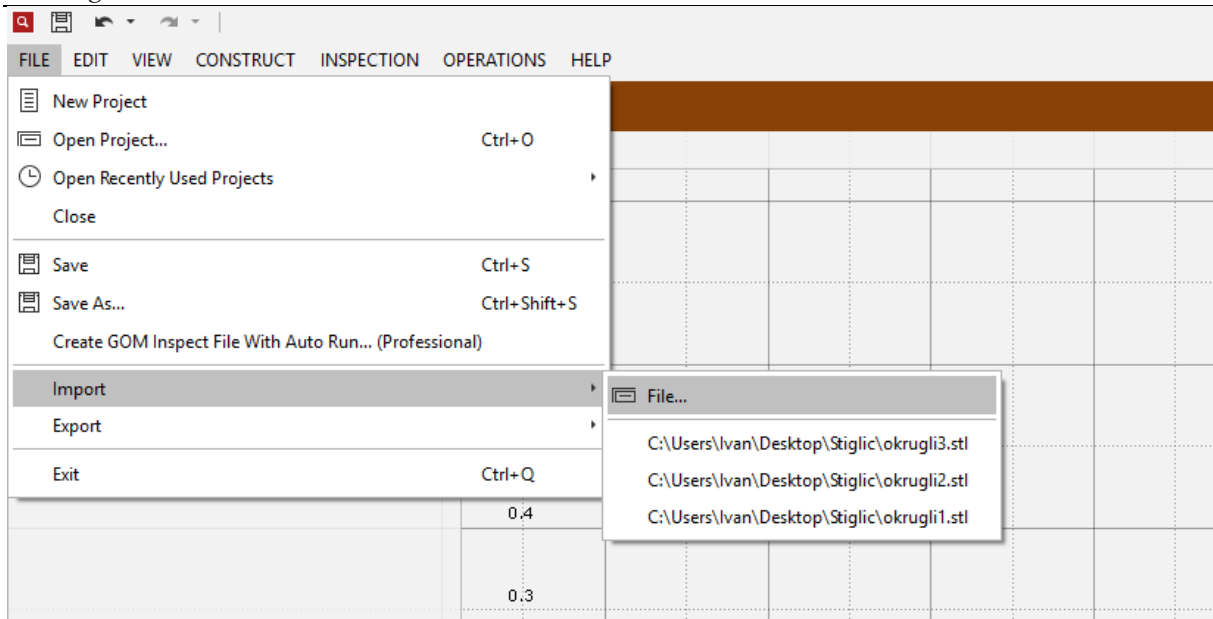 FILE EDIT VIEW CONSTRUCT INSPECTION OPERATIONS HELP
New Project
Open Project... Ctrl+O
Open Recently Used Projects
Close
Save Ctrl+S
Save As... Ctrl+Shift+S
Create GOM Inspect File With Auto Run... (Professional)
Import
File...
Export
C:\Users\Ivan\Desktop\Stiglic\okrugli3.stl
Exit Ctrl+Q
C:\Users\Ivan\Desktop\Stiglic\okrugli2.stl
C:\Users\Ivan\Desktop\Stiglic\okrugli1.stl
0.4
0.3